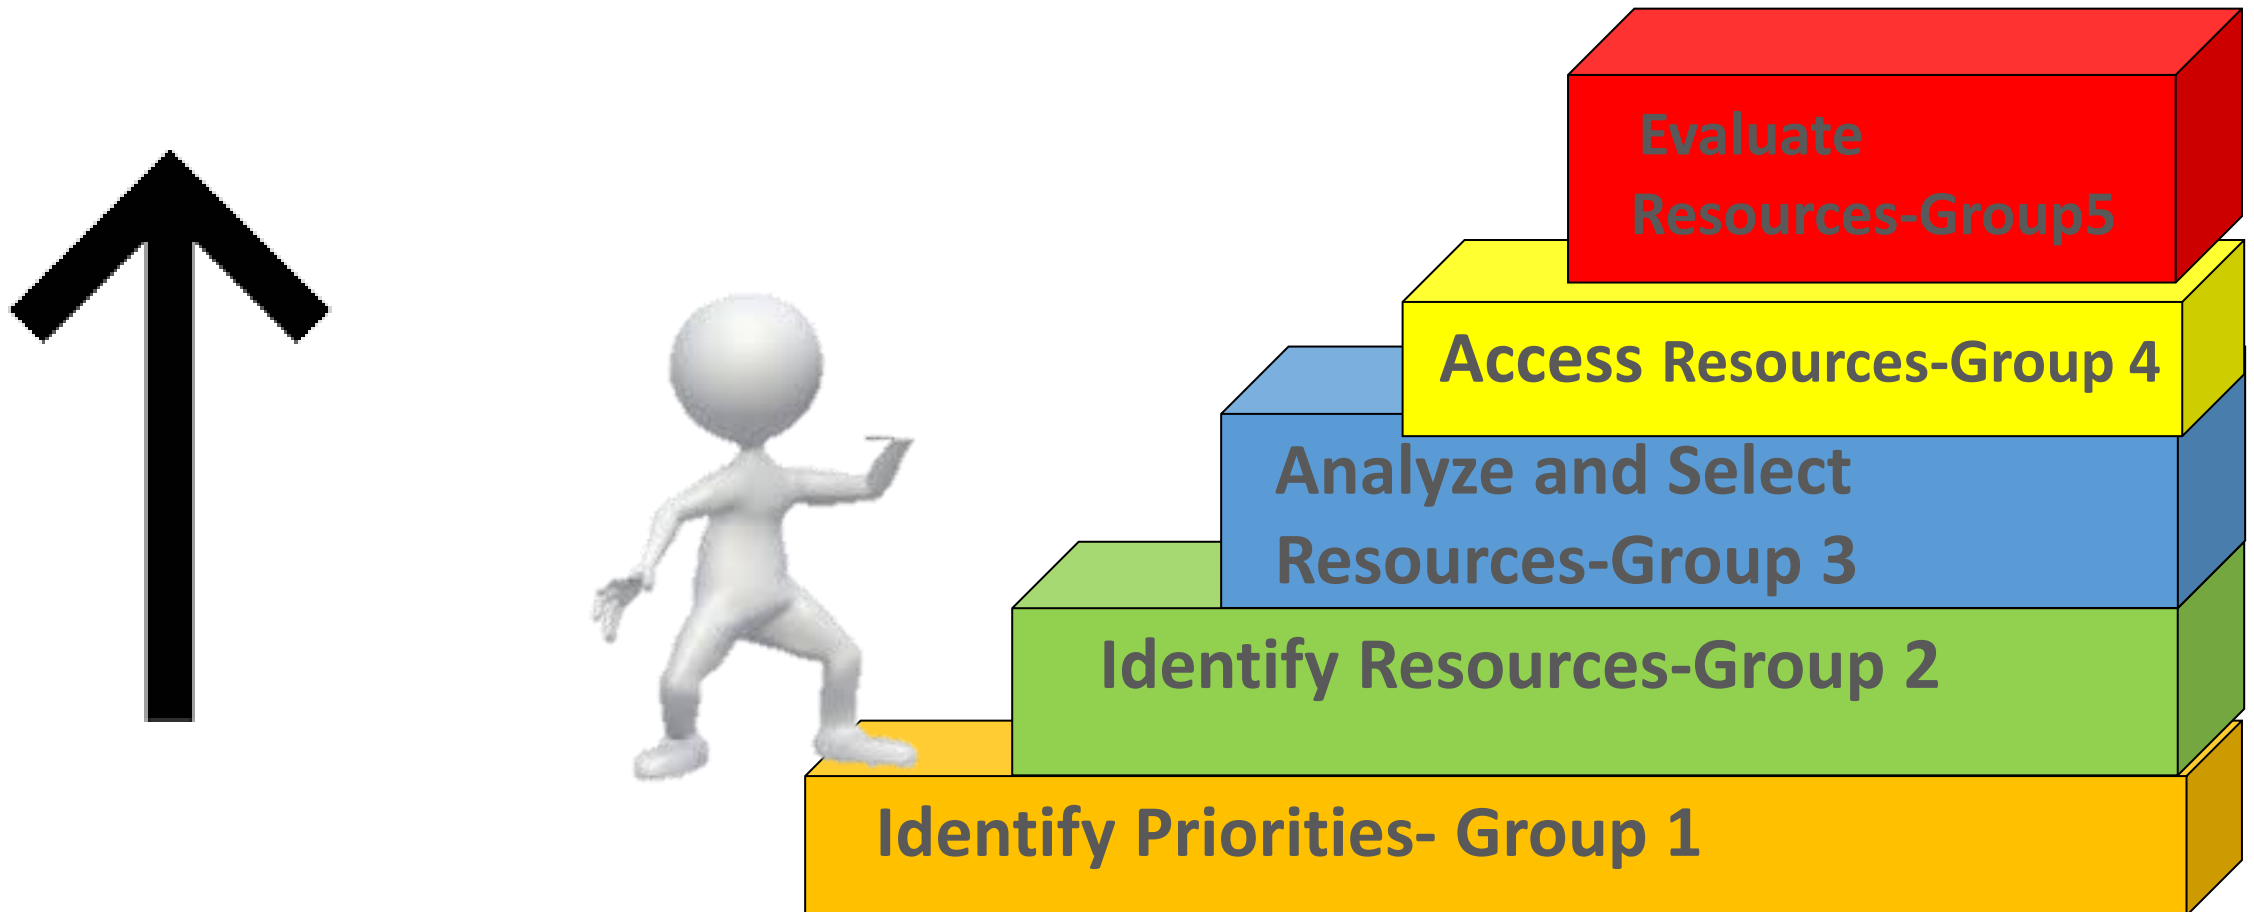 Evaluate
Resources-Group5
Access Resources-Group 4
Analyze and Select
Resources-Group 3
Identify Resources-Group 2
Identify Priorities- Group 1